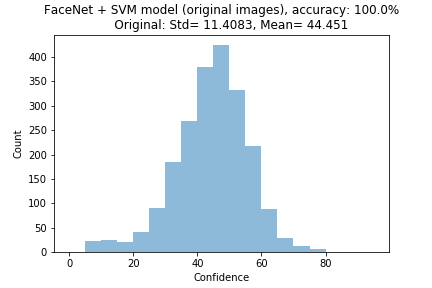 FaceNet + SVM model (original images), accuracy: 100.0%
Original: Std= 11.4083, Mean= 44.451
400
350
300
250
200
150
100
50
0
Count
0 20 40 60 80
Confidence